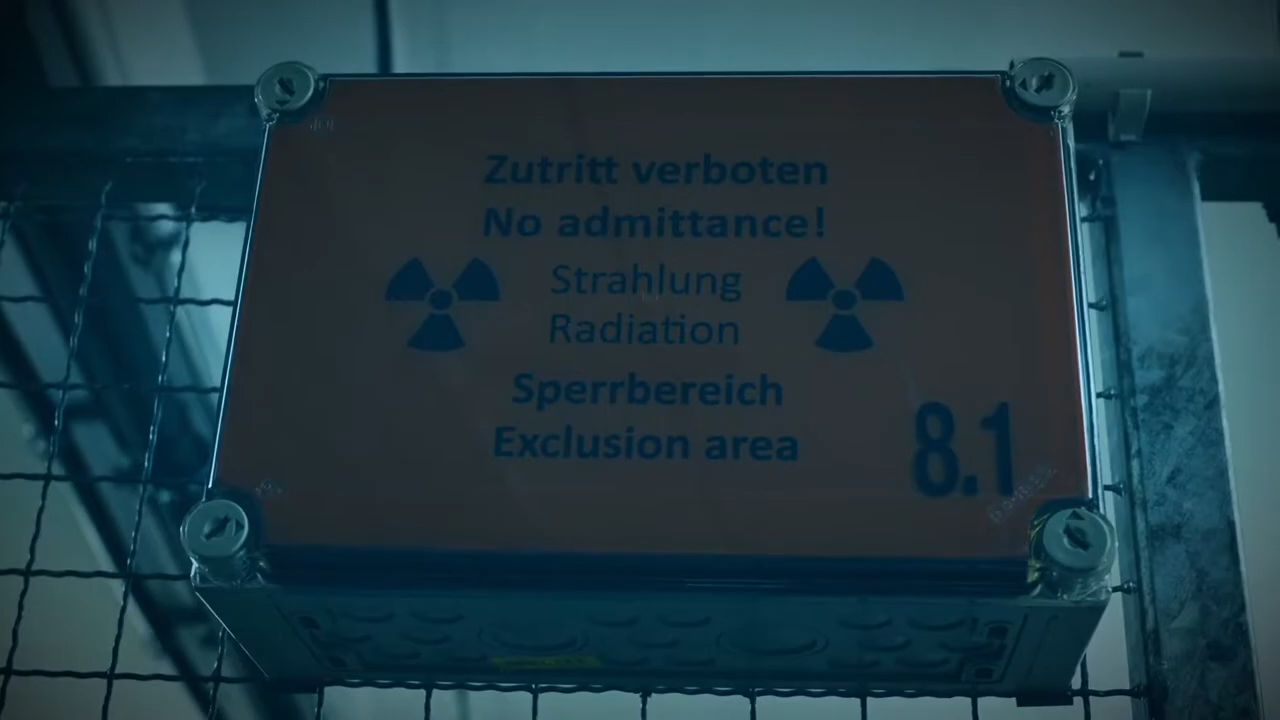 Zutritt verboten
No admittance!
Strahlung
Radiation
Sperrbereich
Exclusion area
8.1